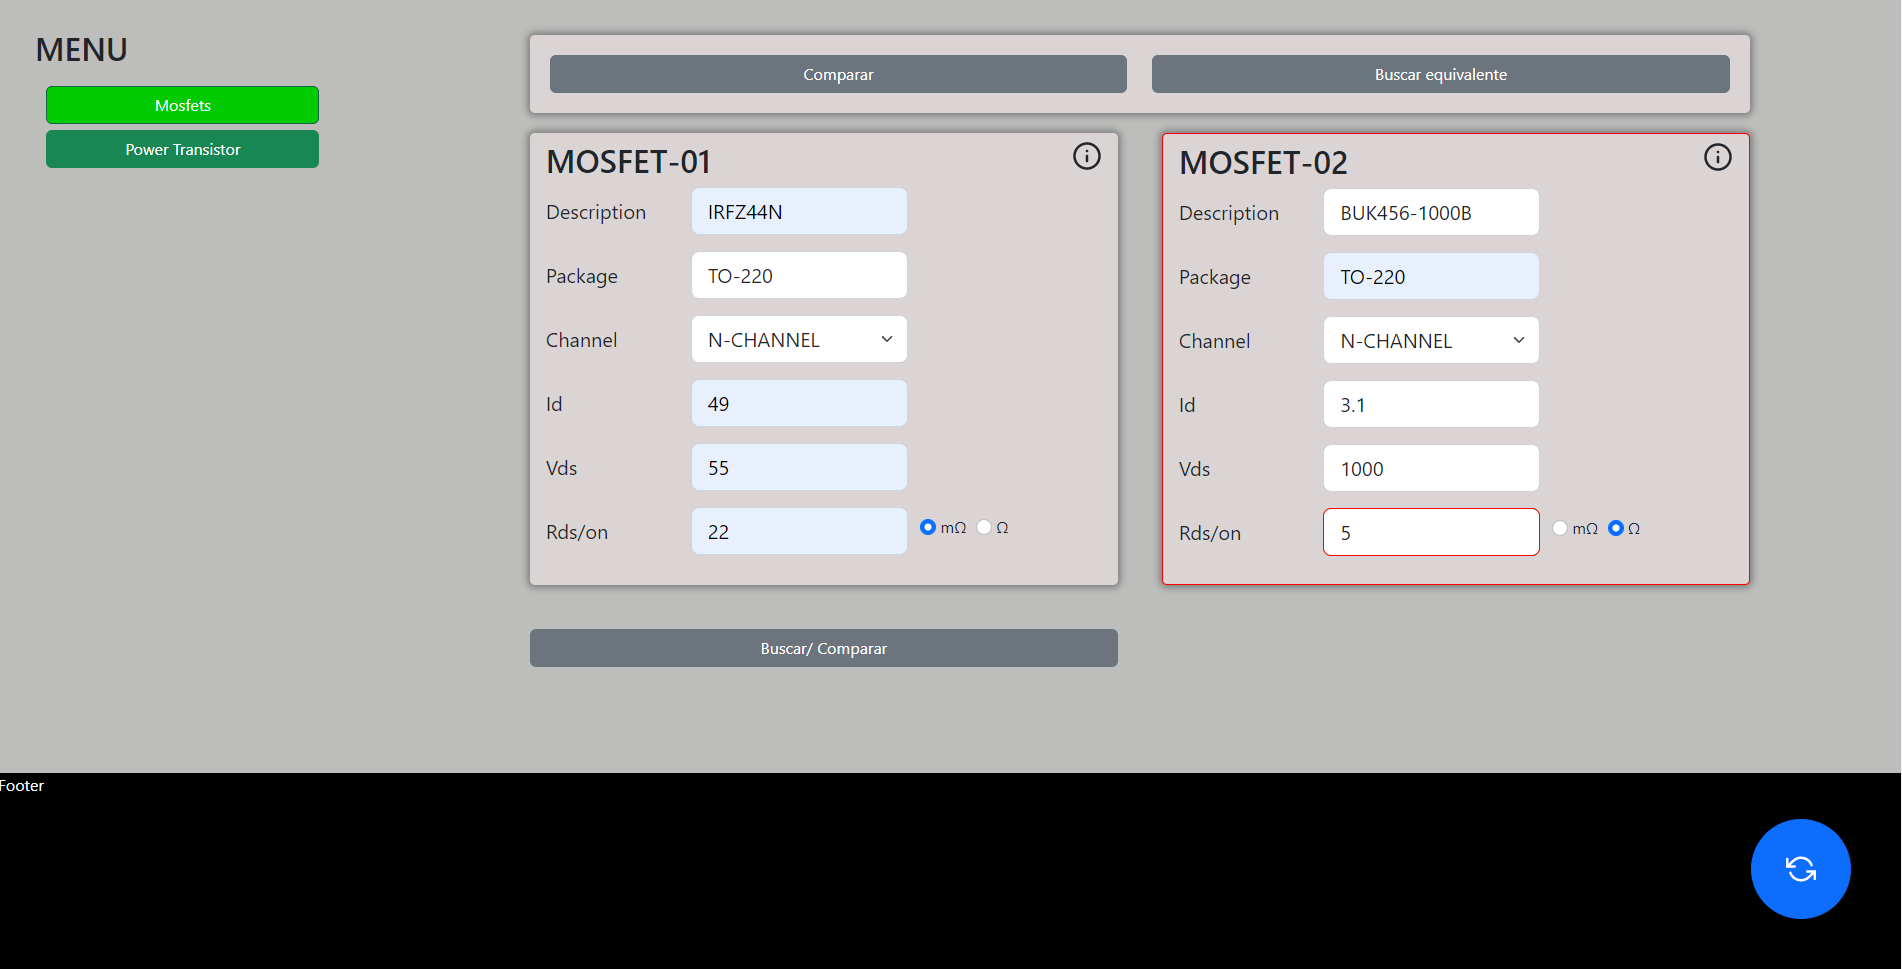 MENU
Mosfets
Power Transistor
Comparar
Buscar equivalente
MOSFET-01
Description
IRFZ44N
Package
TO-220
Channel
N-CHANNEL
Id
49
Vds
55
Rds/on
22
mΩ Ω
MOSFET-02
Description
BUK456-1000B
Package
TO-220
Channel
N-CHANNEL
Id
3.1
Vds
1000
Rds/on
5
mΩ Ω
Buscar/ Comparar
Footer